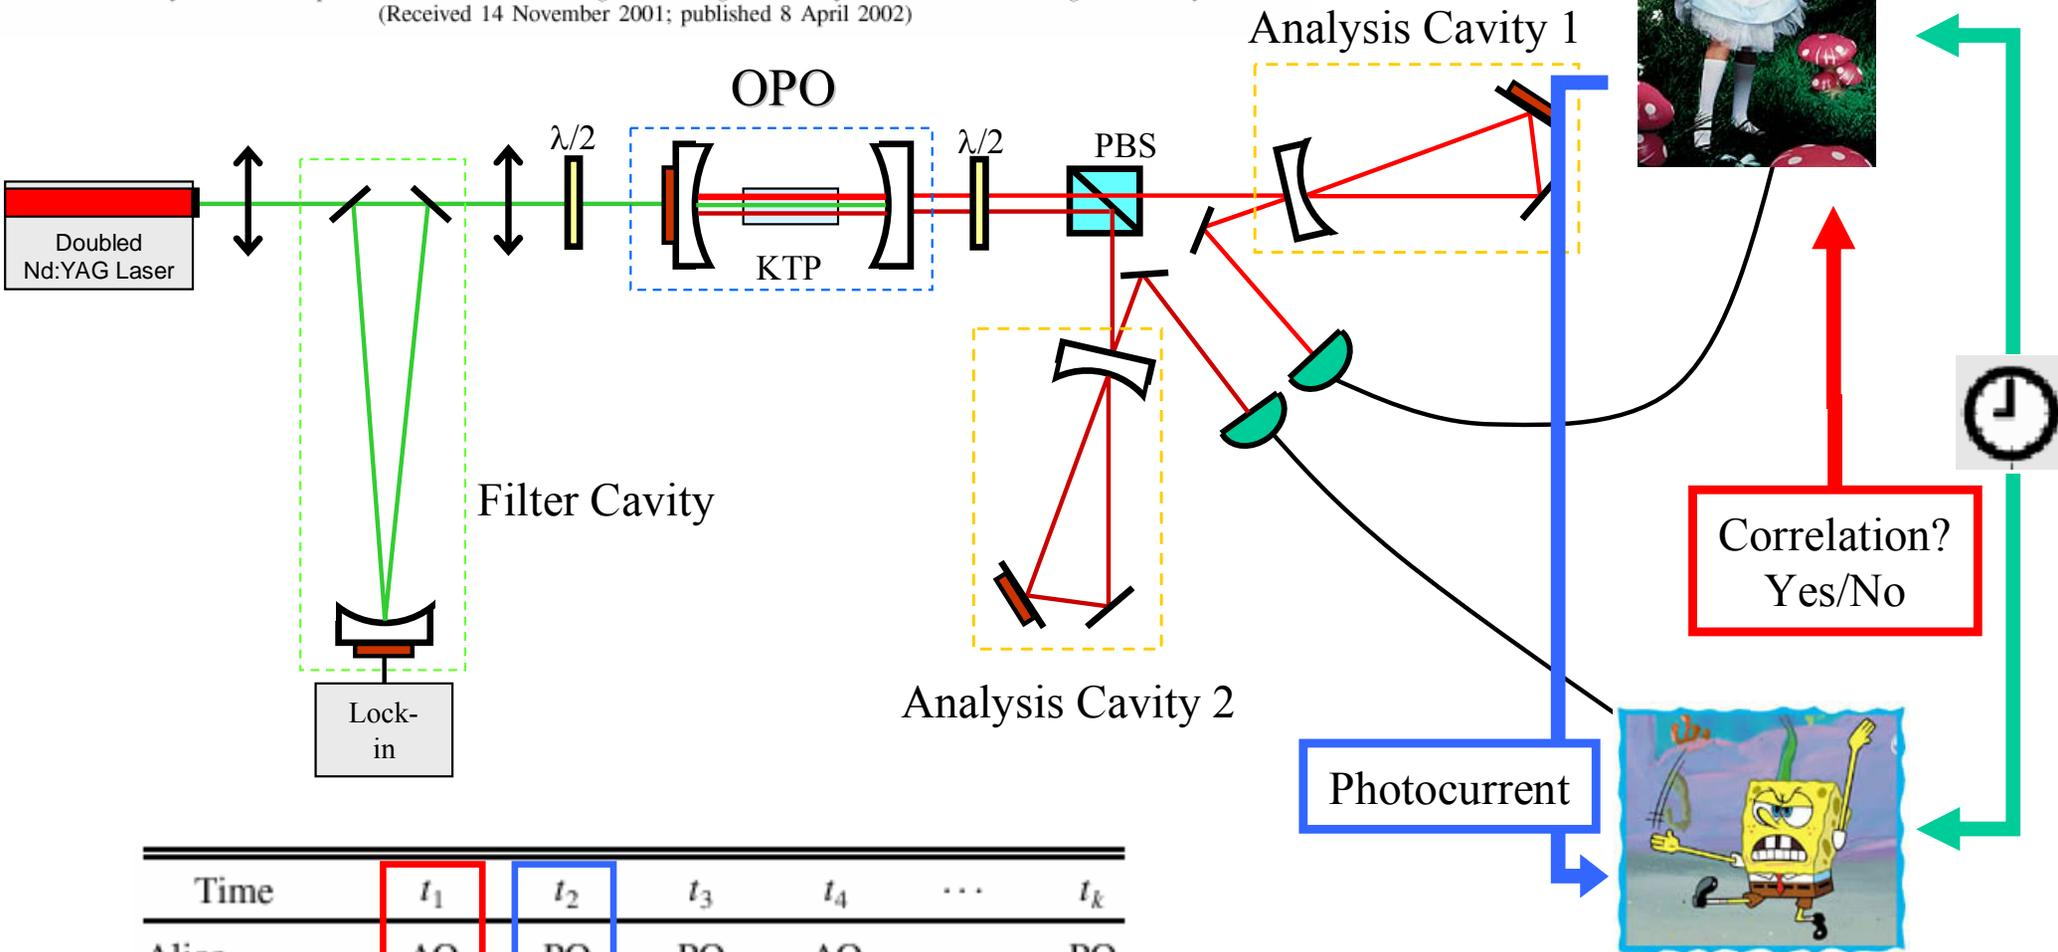 (Received 14 November 2001; published 8 April 2002)
Analysis Cavity 1
OPO
λ/2
λ/2
PBS
Doubled
Nd:YAG Laser
KTP
Filter Cavity
Correlation?
Yes/No
Analysis Cavity 2
Lock-
in
Photocurrent
Time t₁ t₂ t₃ t₄ ··· tₖ